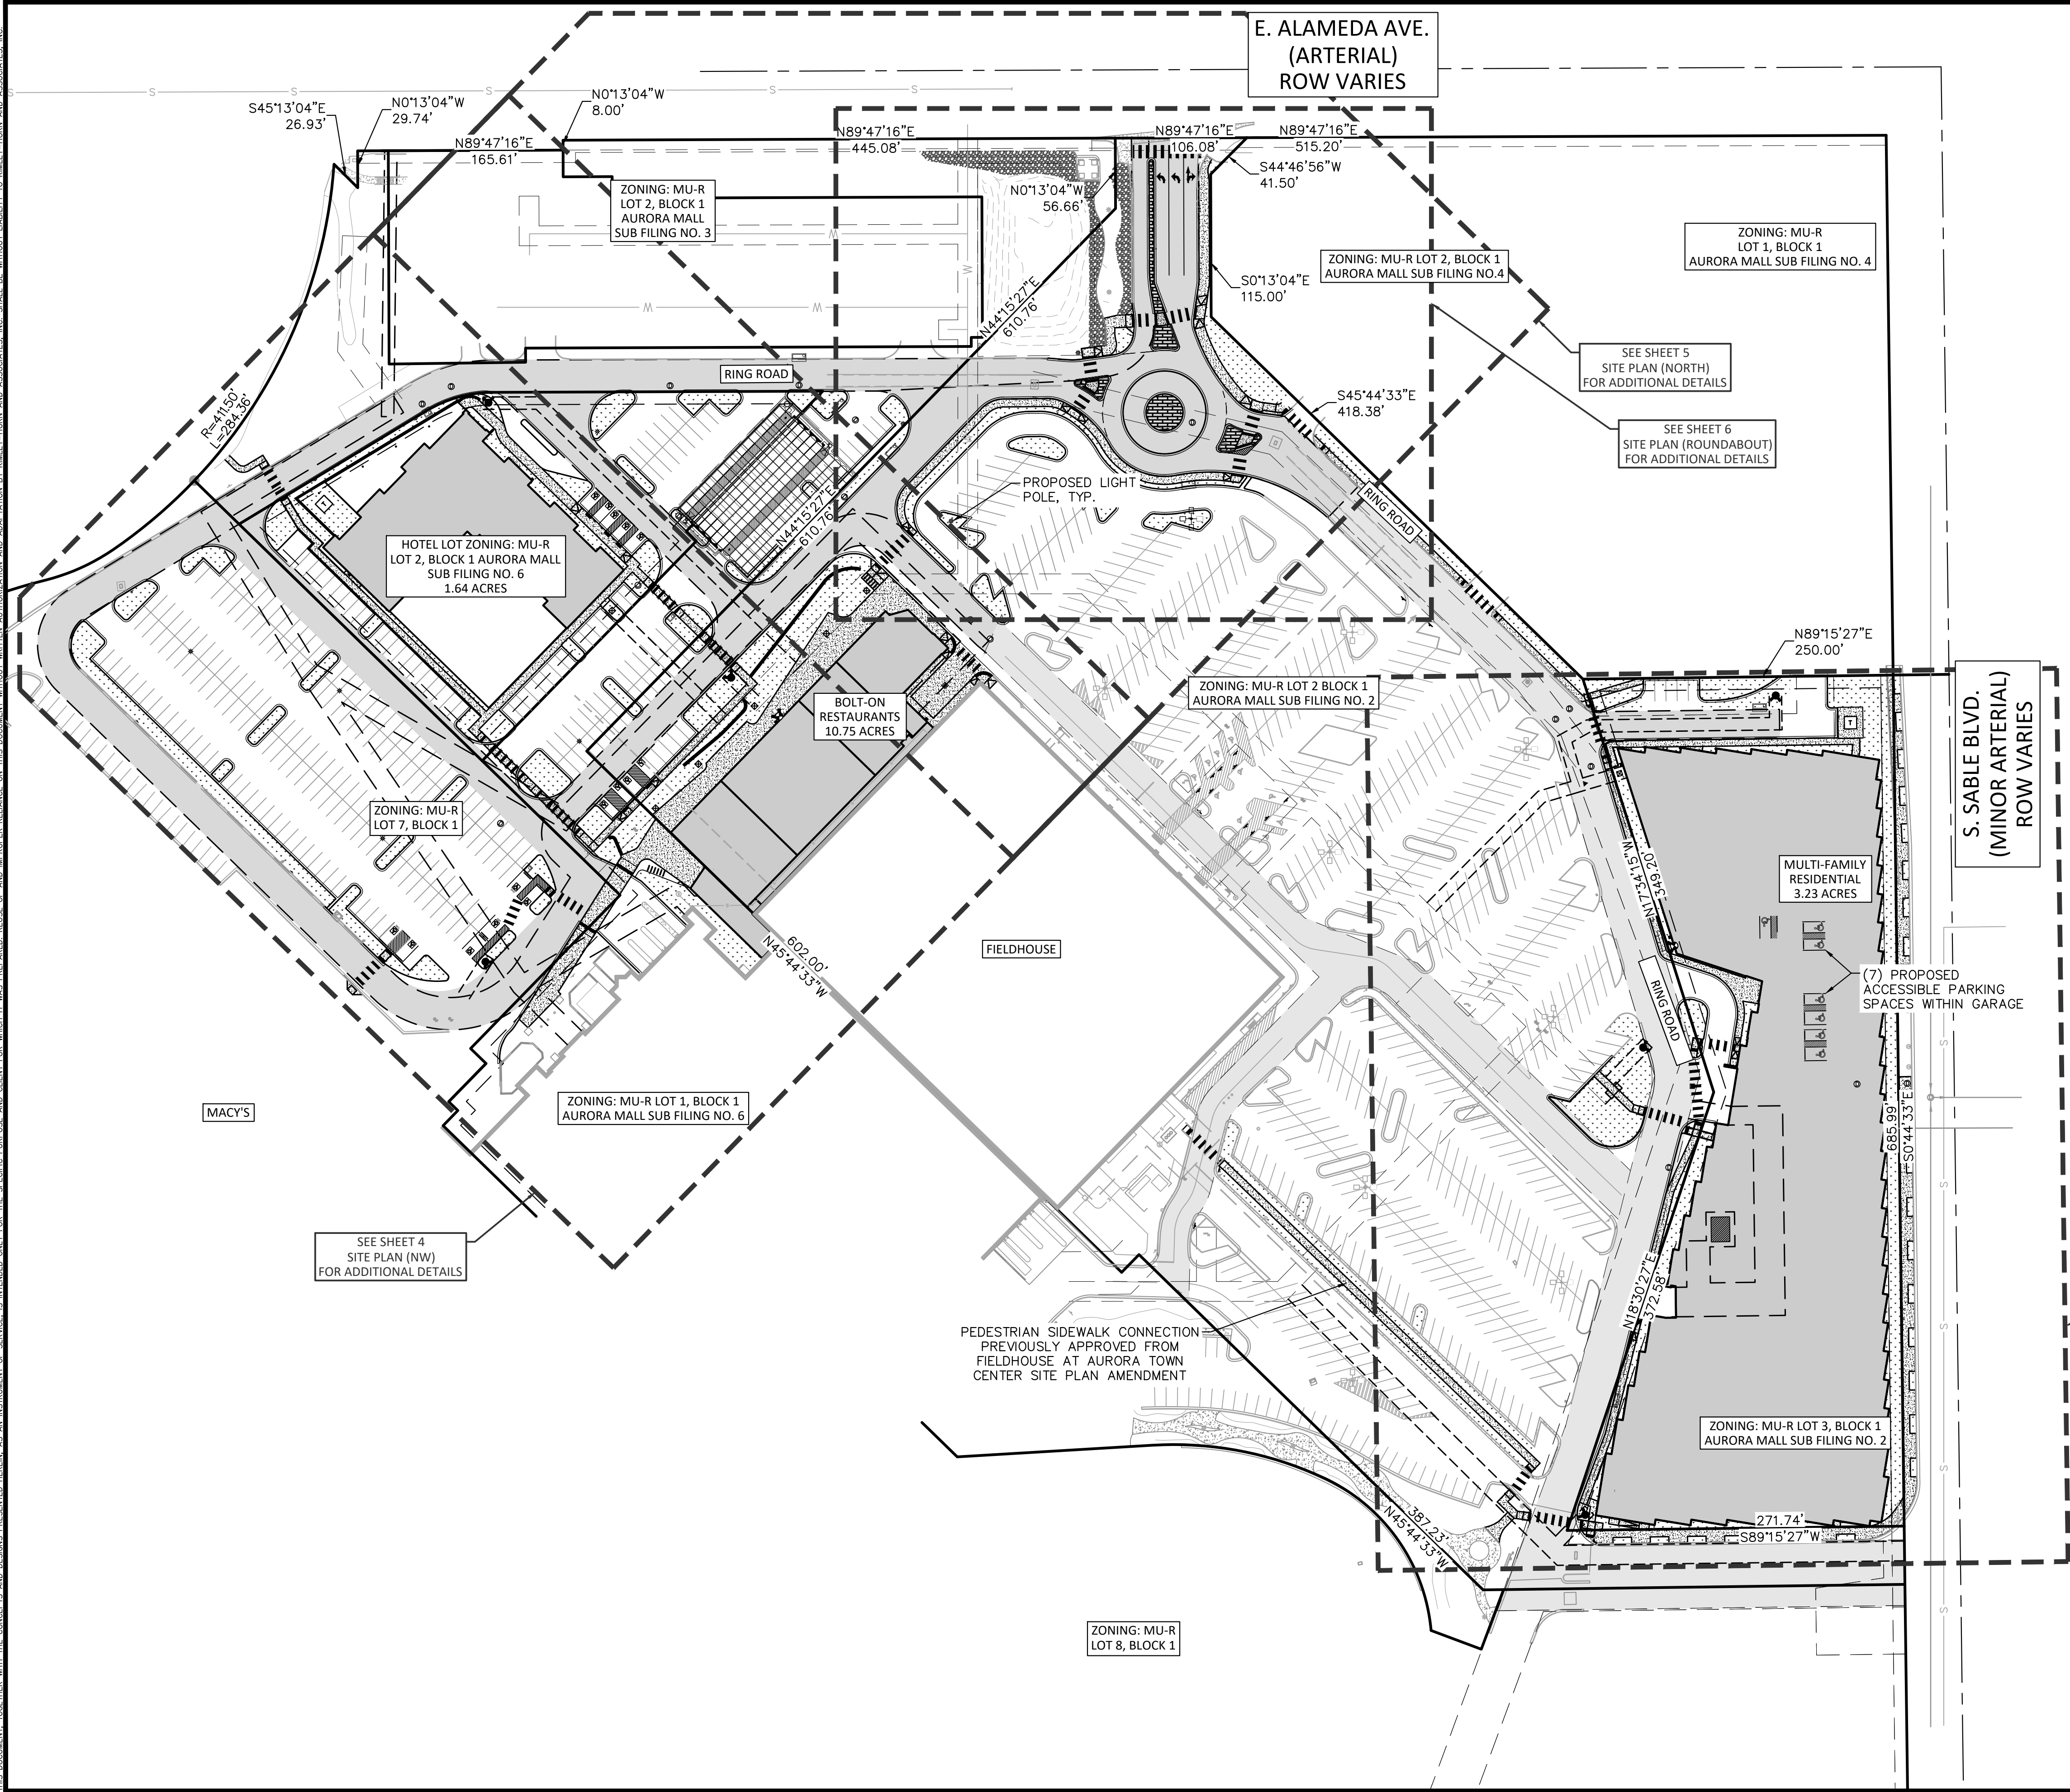 E. ALAMEDA AVE.
(ARTERIAL)
ROW VARIES
S45°13'04"E
26.93'
N0°13'04"W
29.74'
N89°47'16"E
165.61'
N0°13'04"W
8.00'
N89°47'16"E
445.08'
N89°47'16"E
106.08'
N89°47'16"E
515.20'
S44°46'56"W
41.50'
N0°13'04"W
56.66'
ZONING: MU-R
LOT 2, BLOCK 1
AURORA MALL
SUB FILING NO. 3
ZONING: MU-R LOT 2, BLOCK 1
AURORA MALL SUB FILING NO.4
ZONING: MU-R
LOT 1, BLOCK 1
AURORA MALL SUB FILING NO. 4
S0°13'04"E
115.00'
N44°15'27"E
610.76'
SEE SHEET 5
SITE PLAN (NORTH)
FOR ADDITIONAL DETAILS
RING ROAD
S45°44'33"E
418.38'
R=411.50'
L=284.36'
SEE SHEET 6
SITE PLAN (ROUNDABOUT)
FOR ADDITIONAL DETAILS
PROPOSED LIGHT
POLE, TYP.
RING ROAD
N44°15'27"E
610.76'
HOTEL LOT ZONING: MU-R
LOT 2, BLOCK 1 AURORA MALL
SUB FILING NO. 6
1.64 ACRES
N89°15'27"E
250.00'
ZONING: MU-R LOT 2 BLOCK 1
AURORA MALL SUB FILING NO. 2
BOLT-ON
RESTAURANTS
10.75 ACRES
S. SABLE BLVD.
(MINOR ARTERIAL)
ROW VARIES
ZONING: MU-R
LOT 7, BLOCK 1
N17°34'15"W
349.20'
MULTI-FAMILY
RESIDENTIAL
3.23 ACRES
FIELDHOUSE
602.00'
N45°44'33"W
(7) PROPOSED
ACCESSIBLE PARKING
SPACES WITHIN GARAGE
RING ROAD
MACY'S
ZONING: MU-R LOT 1, BLOCK 1
AURORA MALL SUB FILING NO. 6
685.99'
S0°44'33"E
SEE SHEET 4
SITE PLAN (NW)
FOR ADDITIONAL DETAILS
N18°30'27"E
372.58'
PEDESTRIAN SIDEWALK CONNECTION
PREVIOUSLY APPROVED FROM
FIELDHOUSE AT AURORA TOWN
CENTER SITE PLAN AMENDMENT
ZONING: MU-R LOT 3, BLOCK 1
AURORA MALL SUB FILING NO. 2
387.23'
N45°44'33"W
271.74'
S89°15'27"W
ZONING: MU-R
LOT 8, BLOCK 1